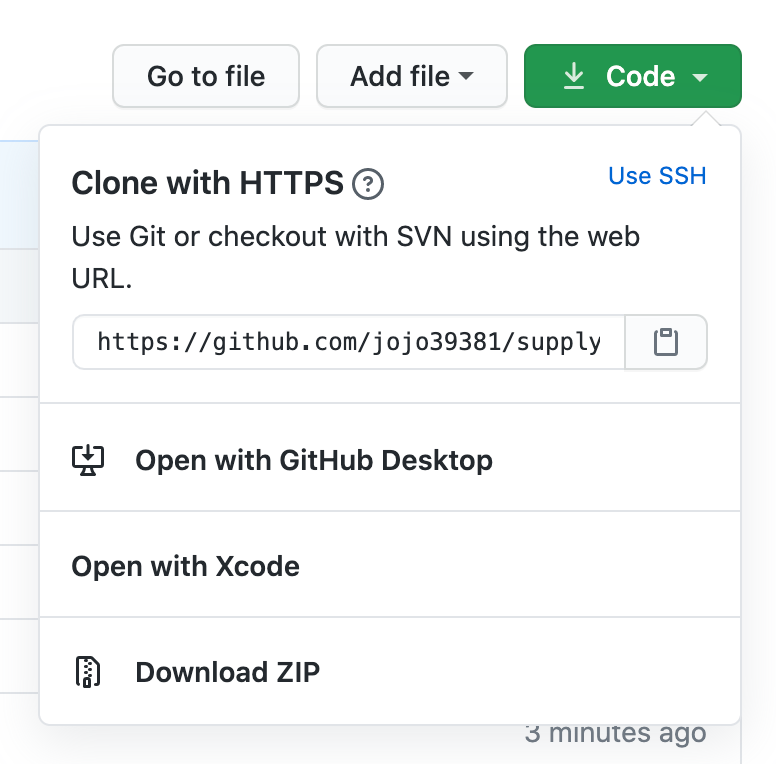 Go to file
Add file
Code
Clone with HTTPS
Use SSH
Use Git or checkout with SVN using the web
URL.
https://github.com/jojo39381/supply
Open with GitHub Desktop
Open with Xcode
Download ZIP
3 minutes ago